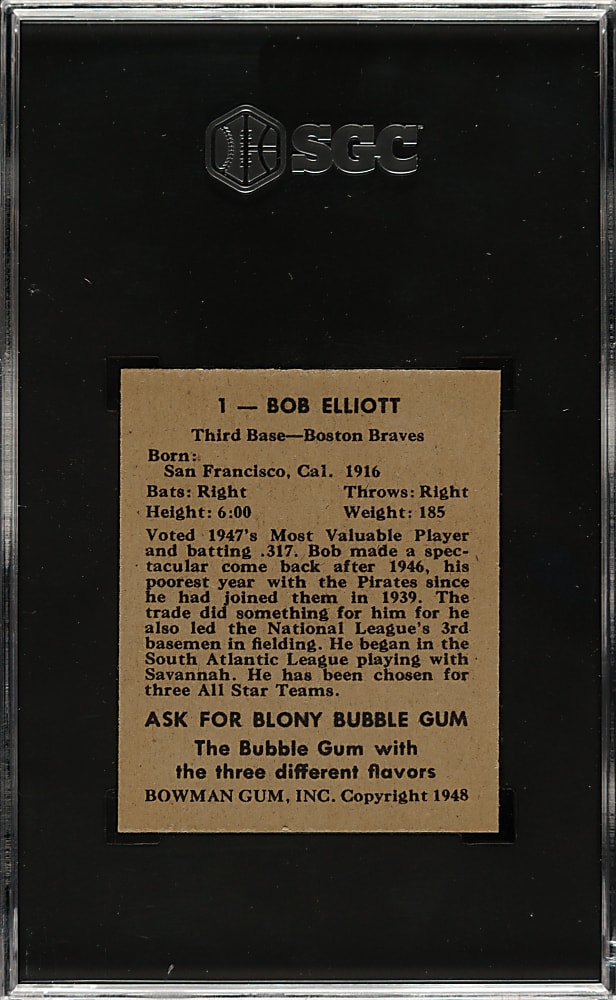 SGC
1 — BOB ELLIOTT
Third Base—Boston Braves
Born:
San Francisco, Cal. 1916
Bats: Right Throws: Right
Height: 6:00 Weight: 185
Voted 1947's Most Valuable Player
and batting .317. Bob made a spec-
tacular come back after 1946, his
poorest year with the Pirates since
he had joined them in 1939. The
trade did something for him for he
also led the National League's 3rd
basemen in fielding. He began in the
South Atlantic League playing with
Savannah. He has been chosen for
three All Star Teams.
ASK FOR BLONY BUBBLE GUM
The Bubble Gum with
the three different flavors
BOWMAN GUM, INC. Copyright 1948